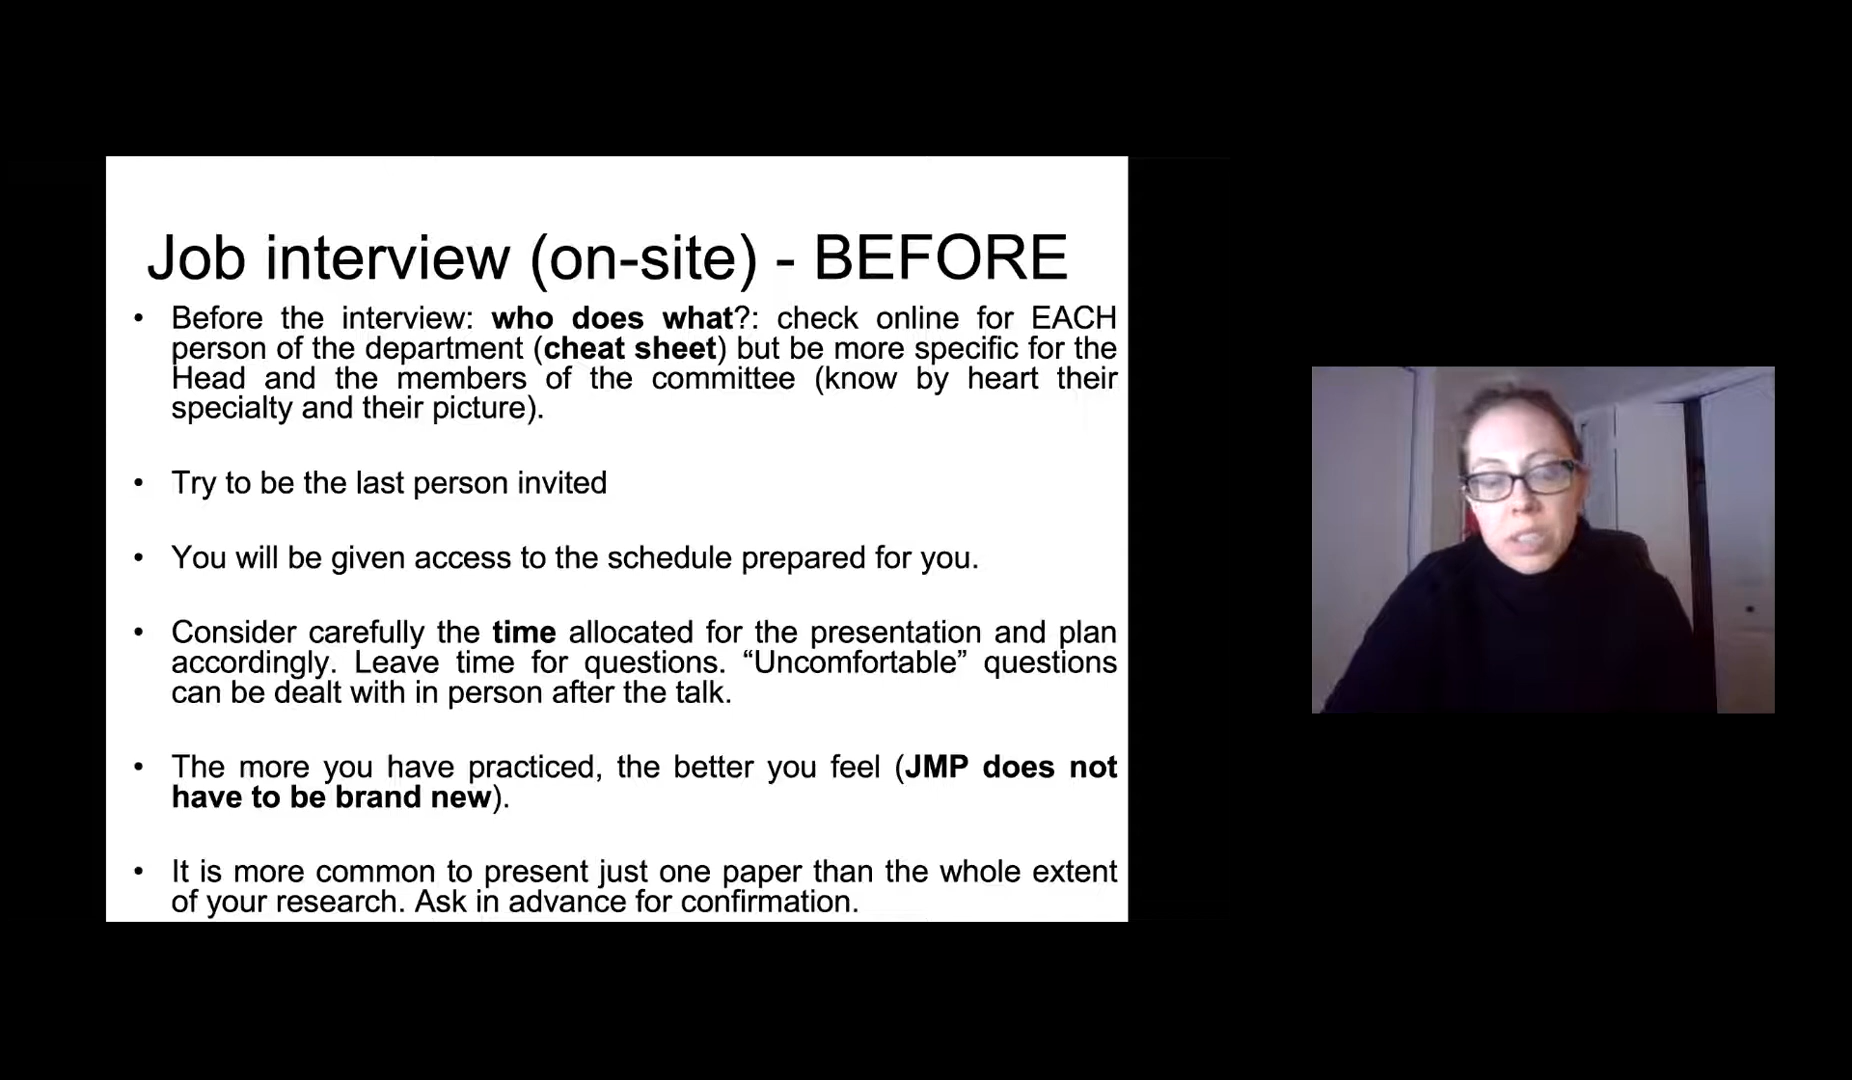 Job interview (on-site) - BEFORE
• Before the interview: who does what?: check online for EACH
person of the department (cheat sheet) but be more specific for the
Head and the members of the committee (know by heart their
specialty and their picture).
• Try to be the last person invited
• You will be given access to the schedule prepared for you.
• Consider carefully the time allocated for the presentation and plan
accordingly. Leave time for questions. “Uncomfortable” questions
can be dealt with in person after the talk.
• The more you have practiced, the better you feel (JMP does not
have to be brand new).
• It is more common to present just one paper than the whole extent
of your research. Ask in advance for confirmation.